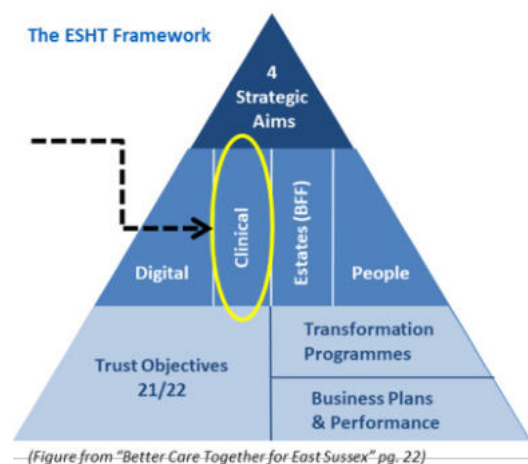 The ESHT Framework
4
Strategic
Aims
Digital
Clinical
Estates (BFF)
People
Trust Objectives
21/22
Transformation
Programmes
Business Plans
& Performance
(Figure from "Better Care Together for East Sussex" pg. 22)